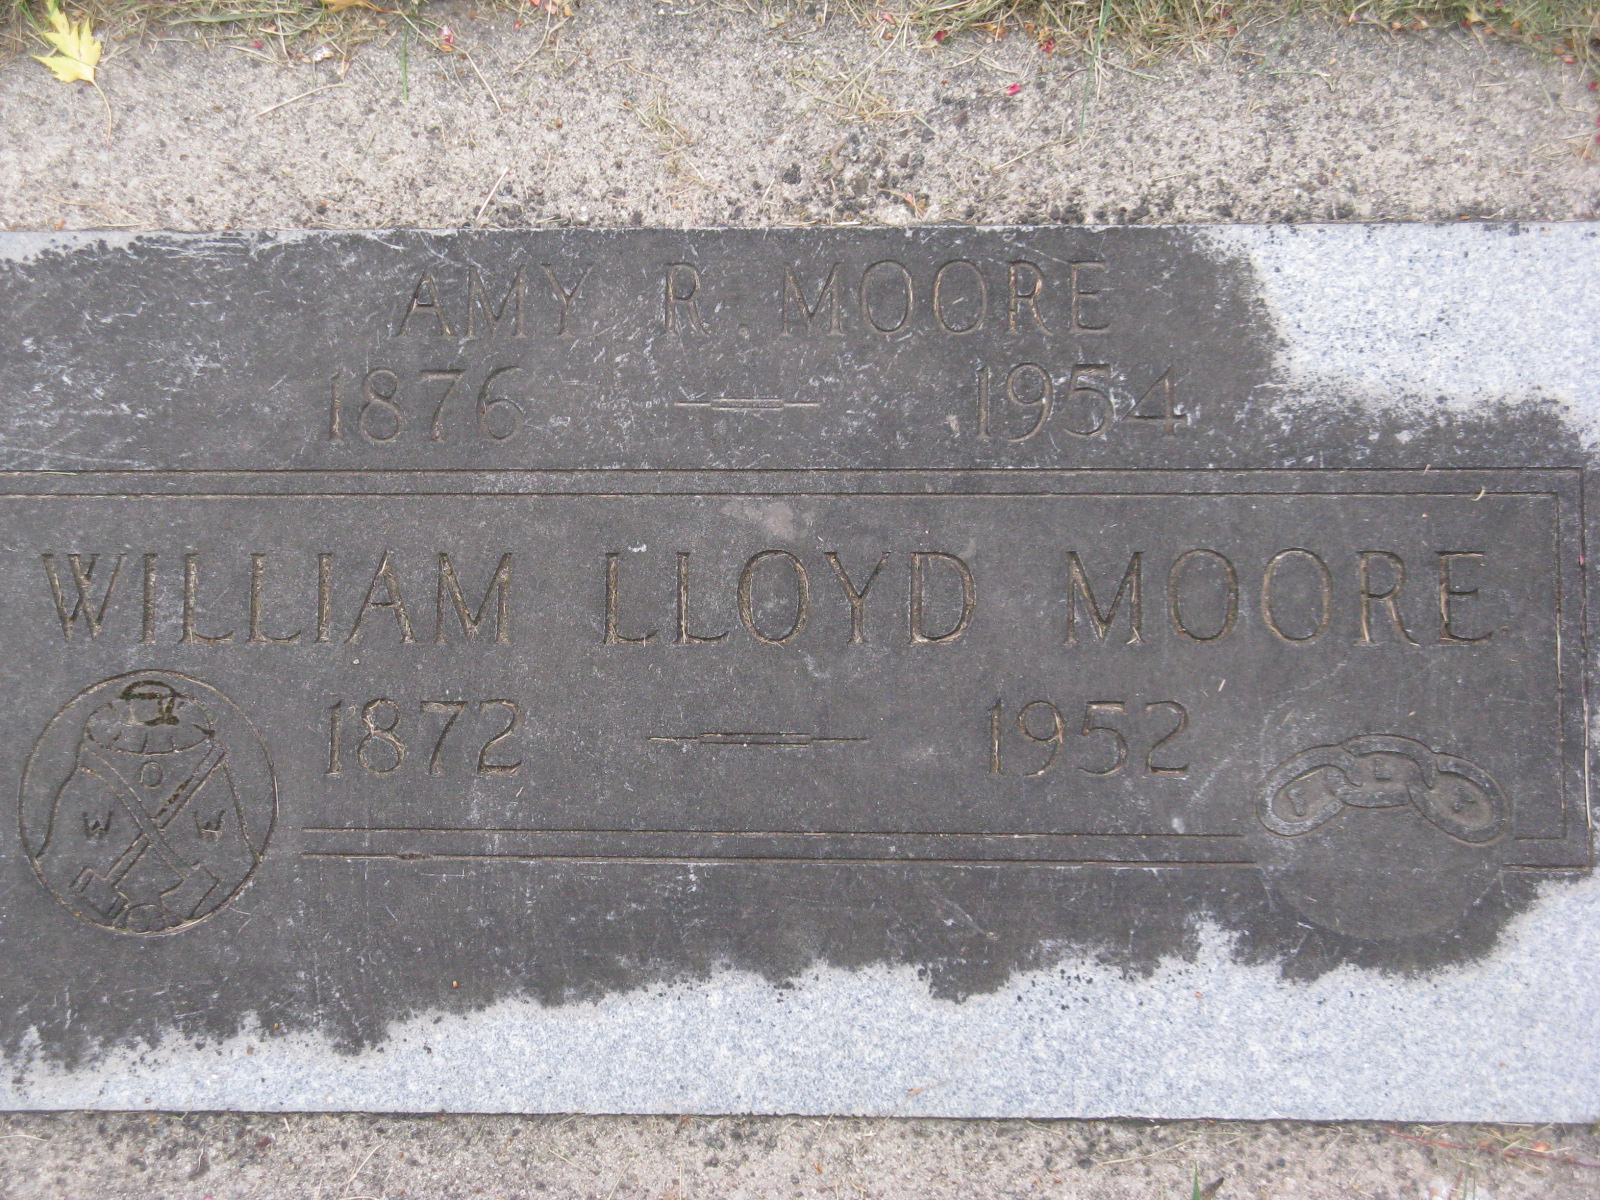 AMY R. MOORE
1876 — 1954
WILLIAM LLOYD MOORE
1872 — 1952
W O W
F L T